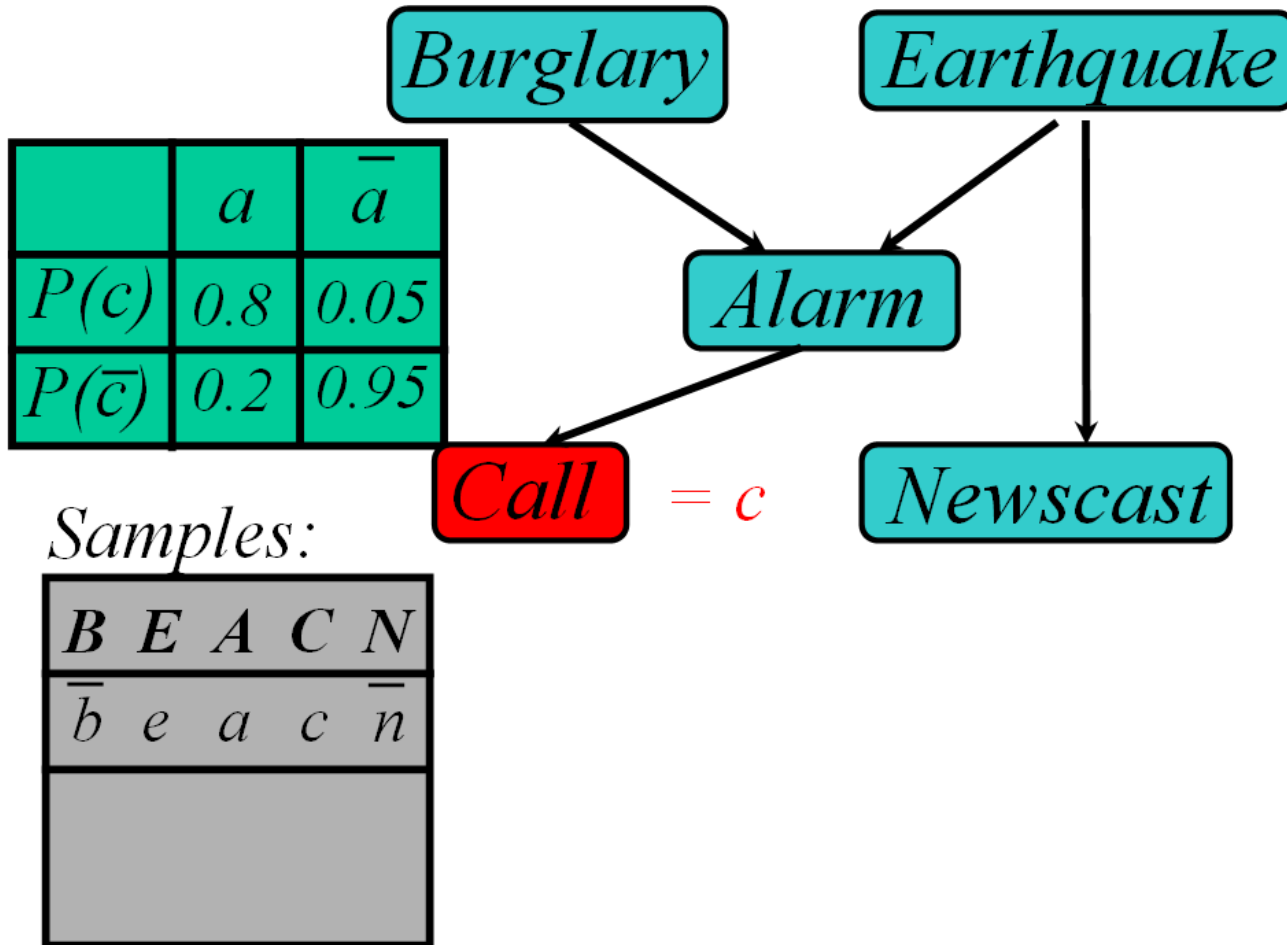 Burglary Earthquake
a a̅
P(c) 0.8 0.05
P(c̅) 0.2 0.95
Alarm
Call = c Newscast
Samples:
B E A C N
b̅ e a c n̅